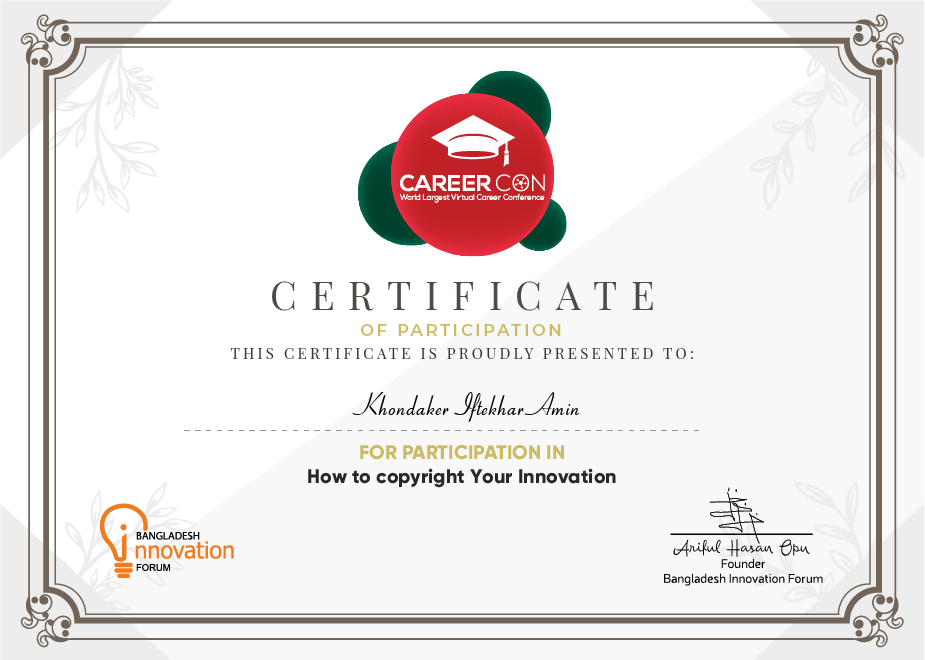 CAREER CON
World Largest Virtual Career Conference
CERTIFICATE
OF PARTICIPATION
THIS CERTIFICATE IS PROUDLY PRESENTED TO:
Khondaker Iftekhar Amin
FOR PARTICIPATION IN
How to copyright Your Innovation
BANGLADESH
innovation
FORUM
Ariful Hasan Opu
Founder
Bangladesh Innovation Forum